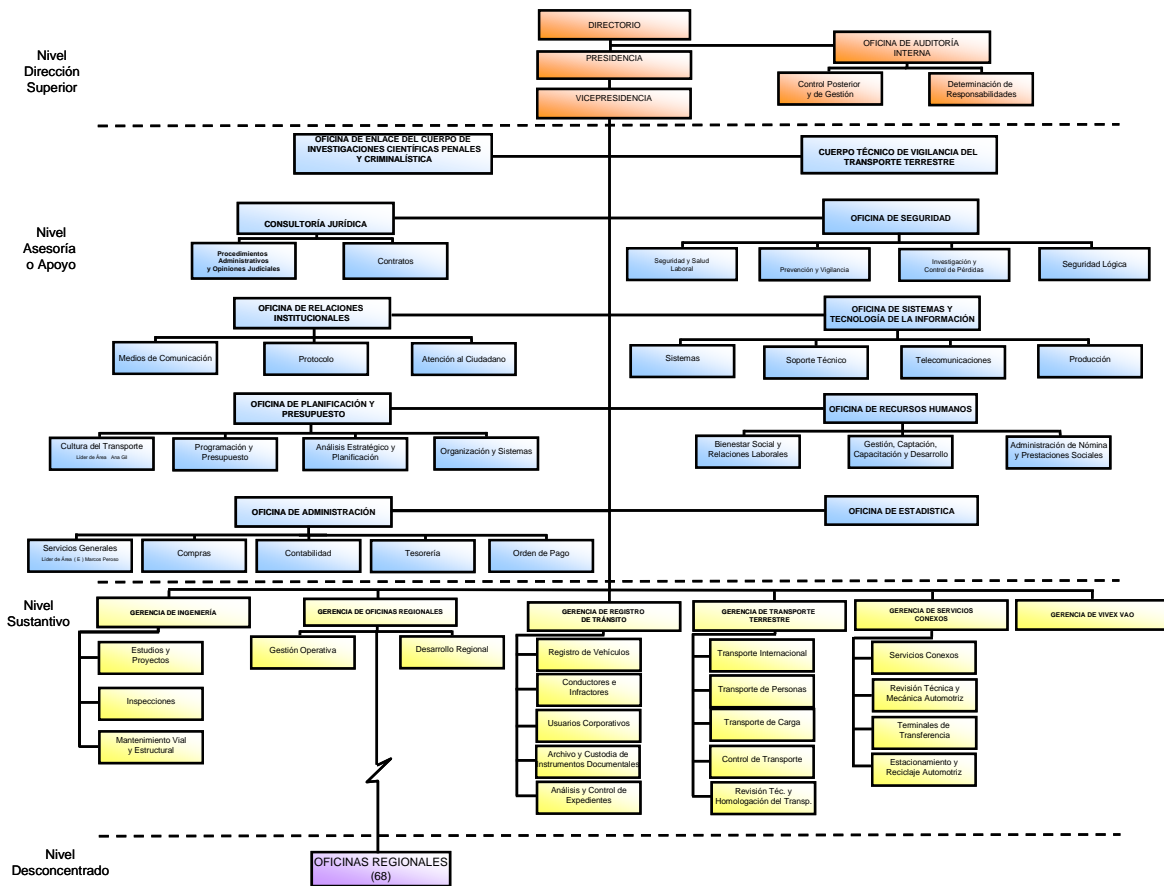 Nivel
Dirección
Superior
DIRECTORIO
PRESIDENCIA
VICEPRESIDENCIA
OFICINA DE AUDITORÍA
INTERNA
Control Posterior
y de Gestión
Determinación de
Responsabilidades
OFICINA DE ENLACE DEL CUERPO DE
INVESTIGACIONES CIENTÍFICAS PENALES
Y CRIMINALÍSTICA
CUERPO TÉCNICO DE VIGILANCIA DEL
TRANSPORTE TERRESTRE
Nivel
Asesoría
o Apoyo
CONSULTORÍA JURÍDICA
Procedimientos
Administrativos
y Opiniones Judiciales
Contratos
OFICINA DE SEGURIDAD
Seguridad y Salud
Laboral
Prevención y Vigilancia
Investigación y
Control de Pérdidas
Seguridad Lógica
OFICINA DE RELACIONES
INSTITUCIONALES
Medios de Comunicación
Protocolo
Atención al Ciudadano
OFICINA DE SISTEMAS Y
TECNOLOGÍA DE LA INFORMACIÓN
Sistemas
Soporte Técnico
Telecomunicaciones
Producción
OFICINA DE PLANIFICACIÓN Y
PRESUPUESTO
Cultura del Transporte
Líder de Área Ana Gil
Programación y
Presupuesto
Análisis Estratégico y
Planificación
Organización y Sistemas
OFICINA DE RECURSOS HUMANOS
Bienestar Social y
Relaciones Laborales
Gestión, Captación,
Capacitación y Desarrollo
Administración de Nómina
y Prestaciones Sociales
OFICINA DE ADMINISTRACIÓN
Servicios Generales
Líder de Área ( E ) Marcos Peroso
Compras
Contabilidad
Tesorería
Orden de Pago
OFICINA DE ESTADISTICA
Nivel
Sustantivo
GERENCIA DE INGENIERÍA
Estudios y
Proyectos
Inspecciones
Mantenimiento Vial
y Estructural
GERENCIA DE OFICINAS REGIONALES
Gestión Operativa
Desarrollo Regional
GERENCIA DE REGISTRO
DE TRÁNSITO
Registro de Vehículos
Conductores e
Infractores
Usuarios Corporativos
Archivo y Custodia de
Instrumentos Documentales
Análisis y Control de
Expedientes
GERENCIA DE TRANSPORTE
TERRESTRE
Transporte Internacional
Transporte de Personas
Transporte de Carga
Control de Transporte
Revisión Téc. y
Homologación del Transp.
GERENCIA DE SERVICIOS
CONEXOS
Servicios Conexos
Revisión Técnica y
Mecánica Automotriz
Terminales de
Transferencia
Estacionamiento y
Reciclaje Automotriz
GERENCIA DE VIVEX VAO
Nivel
Desconcentrado
OFICINAS REGIONALES
(68)